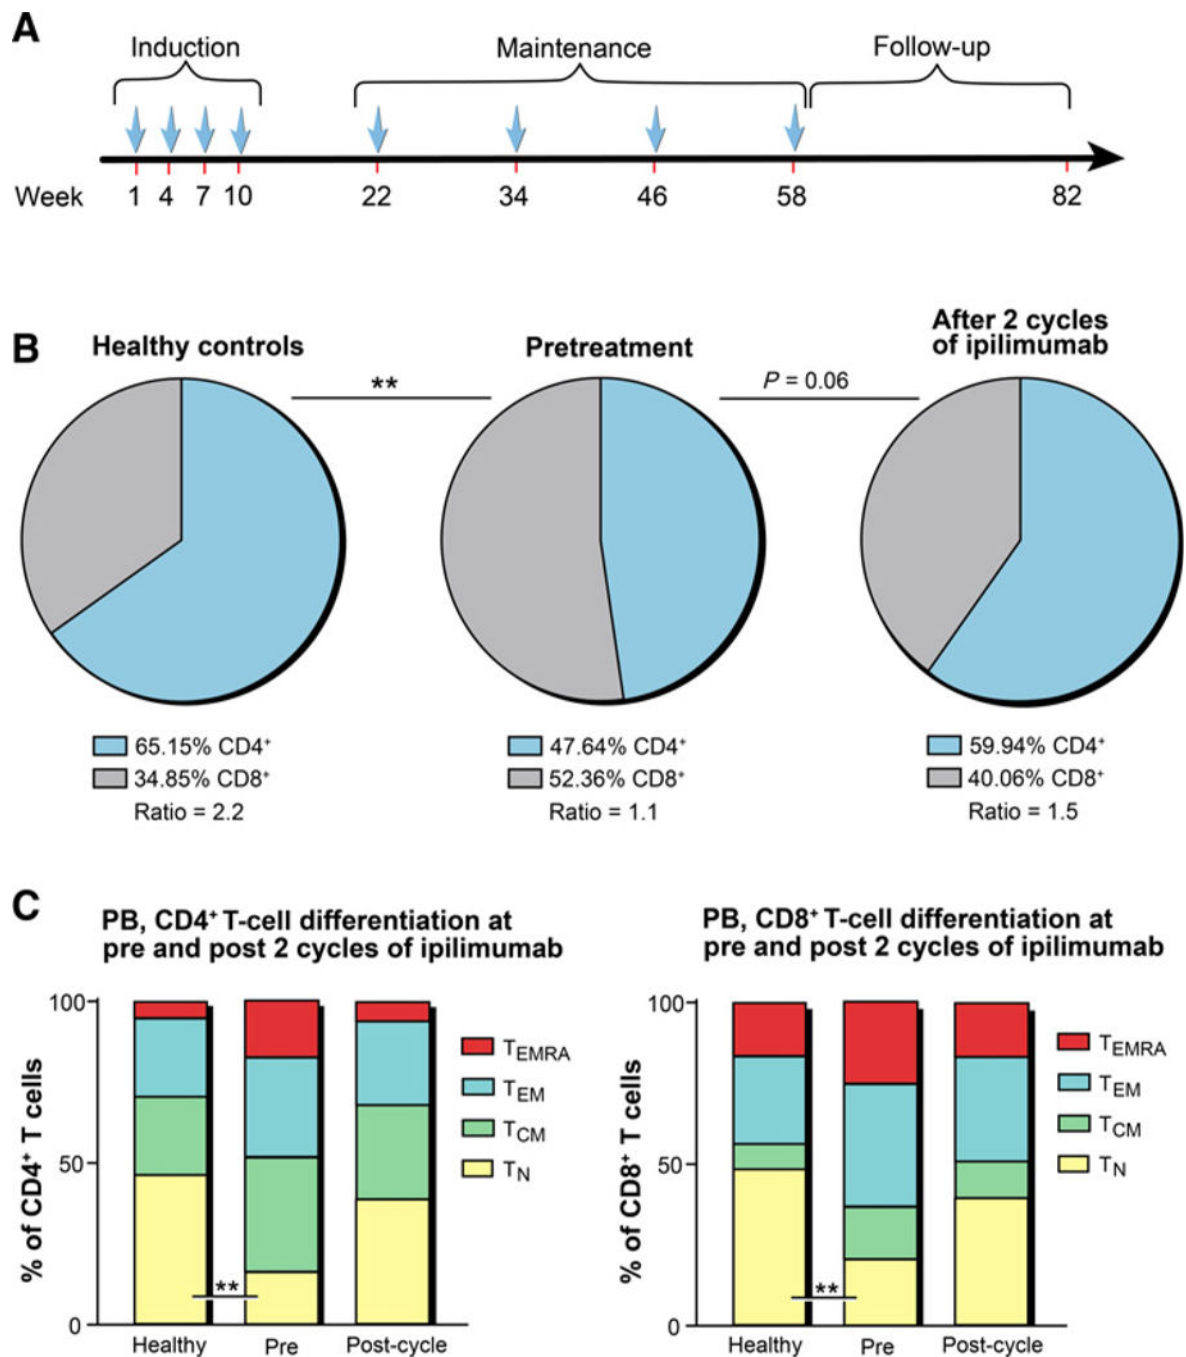 A
Induction
Maintenance
Follow-up
Week 1 4 7 10 22 34 46 58 82
B
Healthy controls
**
Pretreatment
P = 0.06
After 2 cycles
of ipilimumab
65.15% CD4⁺
34.85% CD8⁺
Ratio = 2.2
47.64% CD4⁺
52.36% CD8⁺
Ratio = 1.1
59.94% CD4⁺
40.06% CD8⁺
Ratio = 1.5
C
PB, CD4⁺ T-cell differentiation at
pre and post 2 cycles of ipilimumab
% of CD4⁺ T cells
100
50
0
**
Healthy
Pre
Post-cycle
TEMRA
TEM
TCM
TN
PB, CD8⁺ T-cell differentiation at
pre and post 2 cycles of ipilimumab
% of CD8⁺ T cells
100
50
0
**
Healthy
Pre
Post-cycle
TEMRA
TEM
TCM
TN